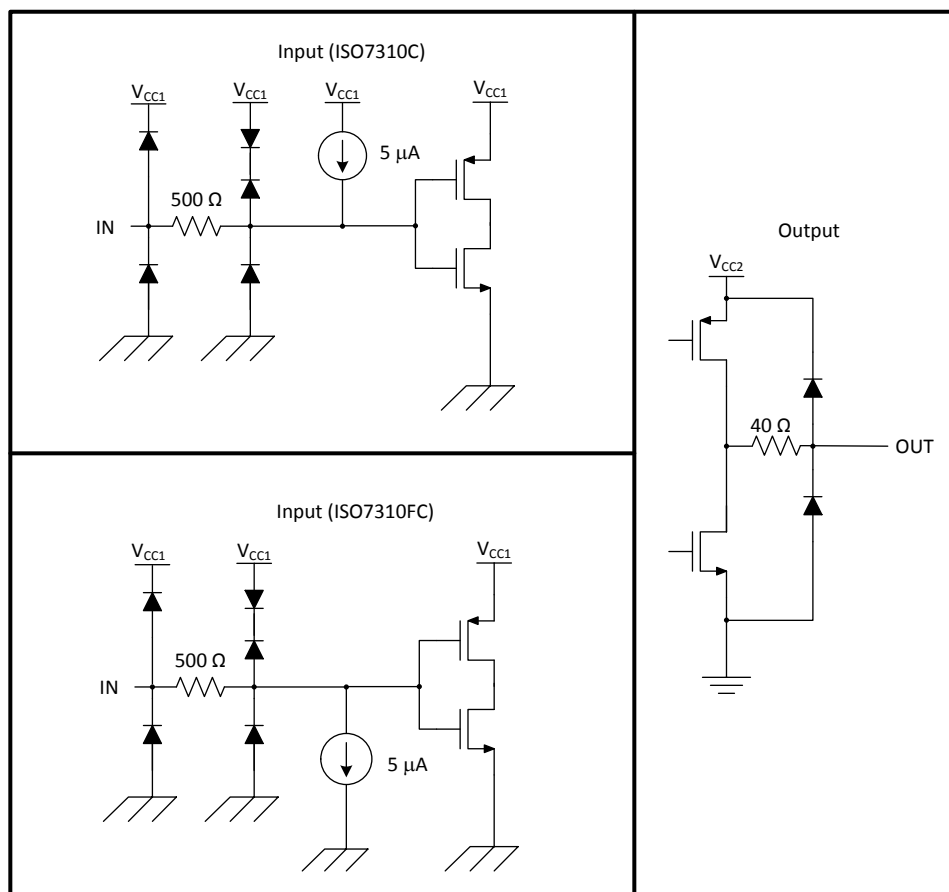 Input (ISO7310C)
VCC1
VCC1
VCC1
VCC1
5 μA
500 Ω
IN
Input (ISO7310FC)
VCC1
VCC1
VCC1
500 Ω
IN
5 μA
Output
VCC2
40 Ω
OUT